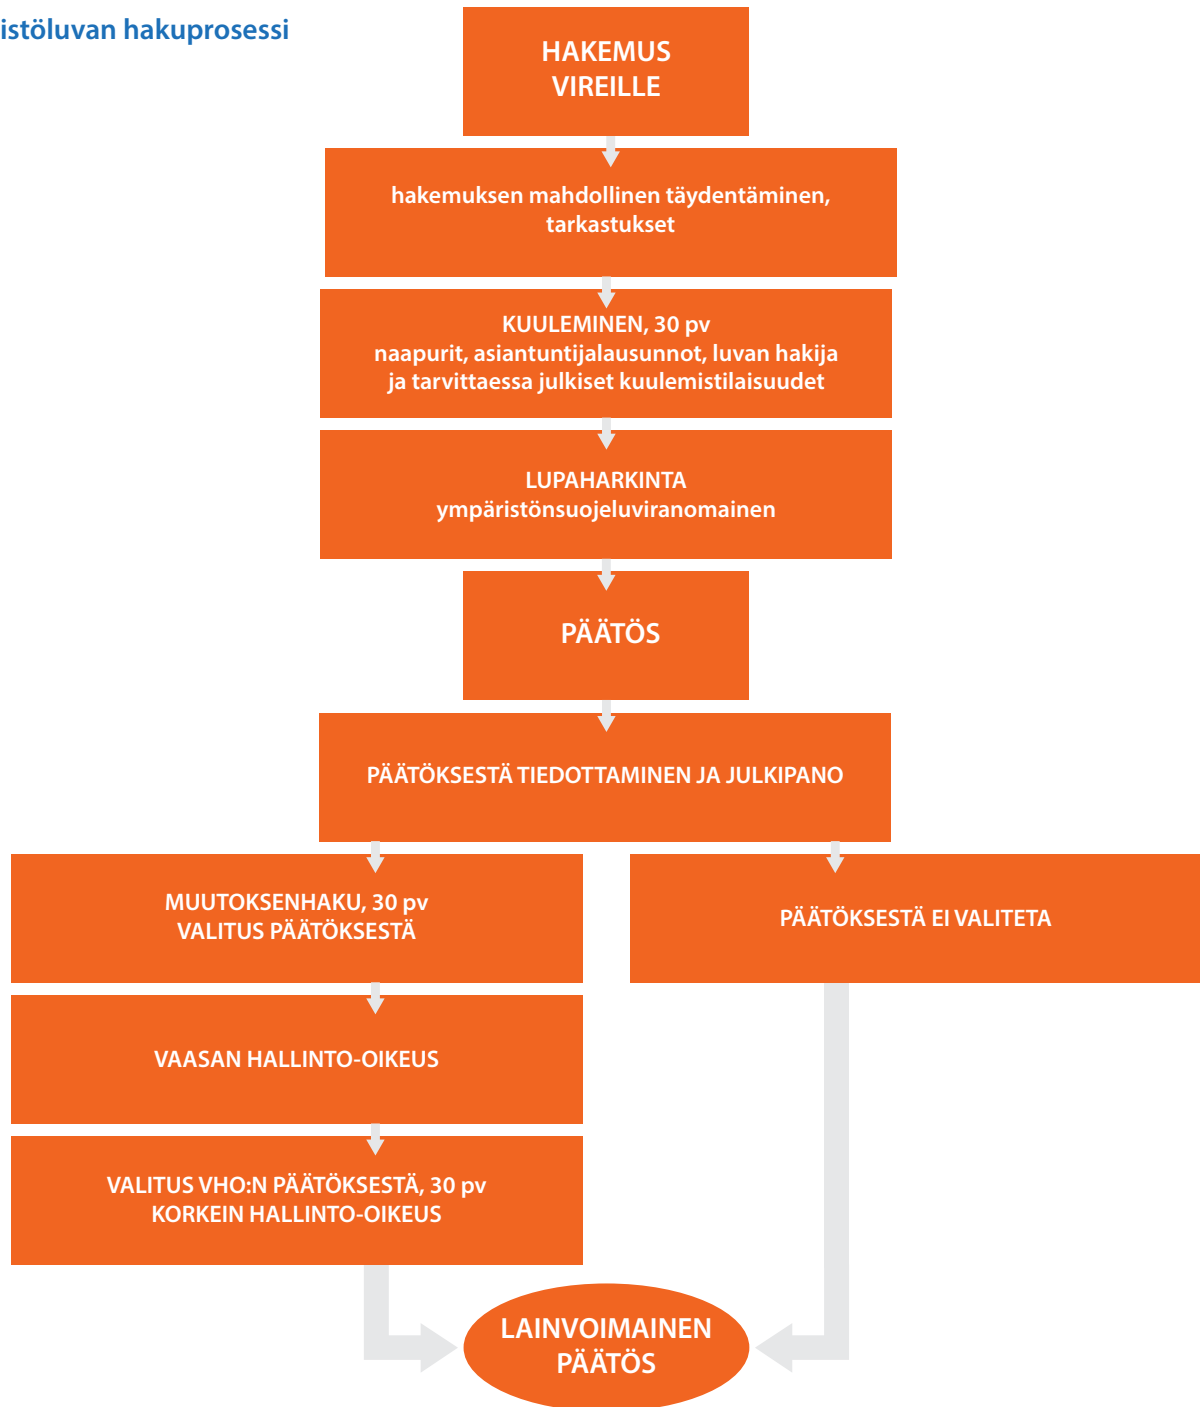 istöluvan hakuprosessi
HAKEMUS
VIREILLE
hakemuksen mahdollinen täydentäminen,
tarkastukset
KUULEMINEN, 30 pv
naapurit, asiantuntijalausunnot, luvan hakija
ja tarvittaessa julkiset kuulemistilaisuudet
LUPAHARKINTA
ympäristönsuojeluviranomainen
PÄÄTÖS
PÄÄTÖKSESTÄ TIEDOTTAMINEN JA JULKIPANO
MUUTOKSENHAKU, 30 pv
VALITUS PÄÄTÖKSESTÄ
PÄÄTÖKSESTÄ EI VALITETA
VAASAN HALLINTO-OIKEUS
VALITUS VHO:N PÄÄTÖKSESTÄ, 30 pv
KORKEIN HALLINTO-OIKEUS
LAINVOIMAINEN
PÄÄTÖS